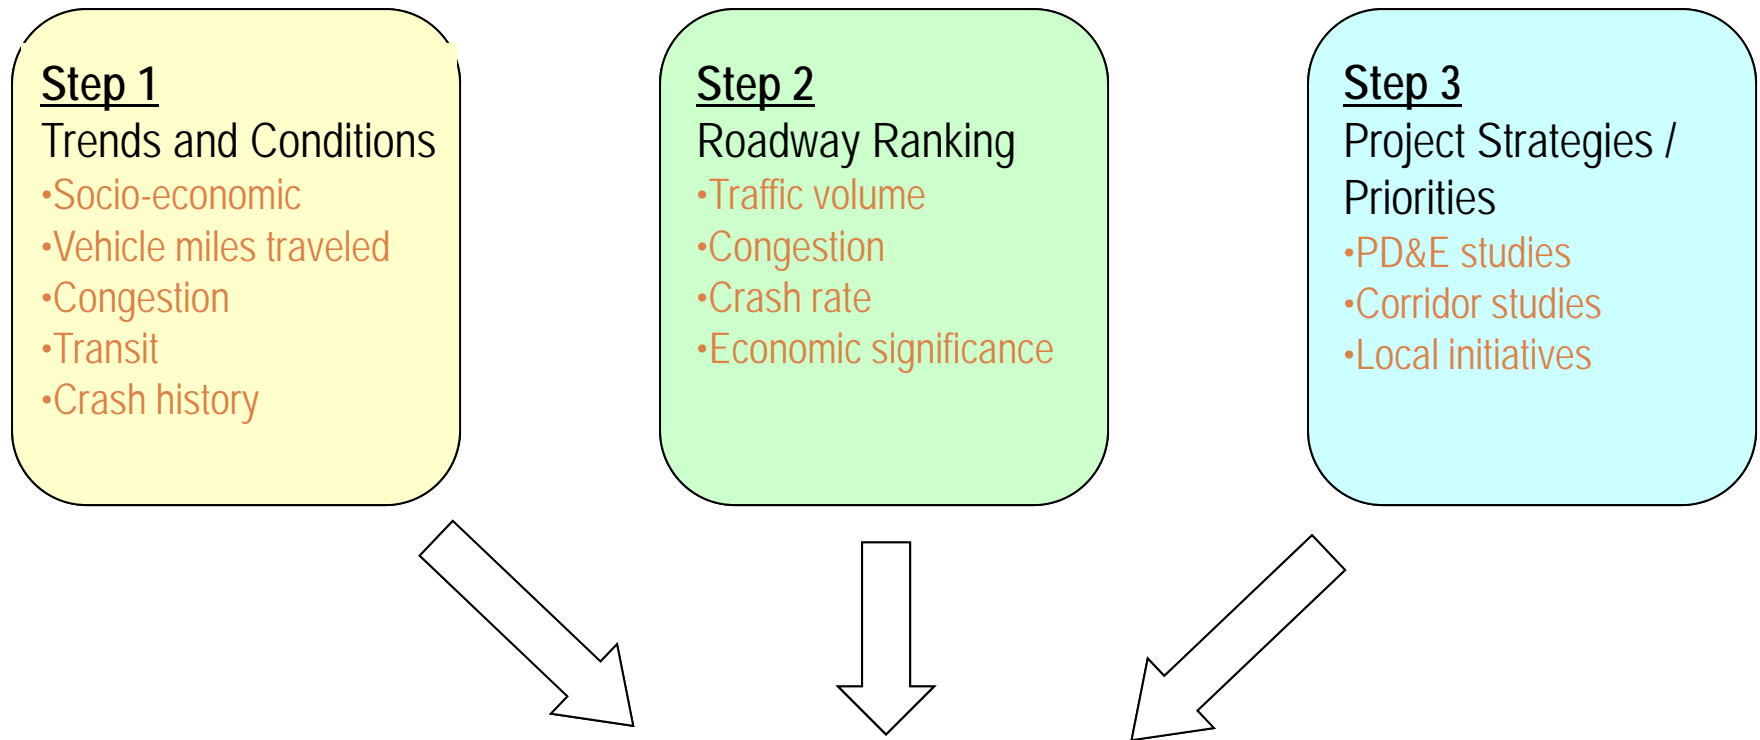 Step 1
Trends and Conditions
•Socio-economic
•Vehicle miles traveled
•Congestion
•Transit
•Crash history
Step 2
Roadway Ranking
•Traffic volume
•Congestion
•Crash rate
•Economic significance
Step 3
Project Strategies /
Priorities
•PD&E studies
•Corridor studies
•Local initiatives